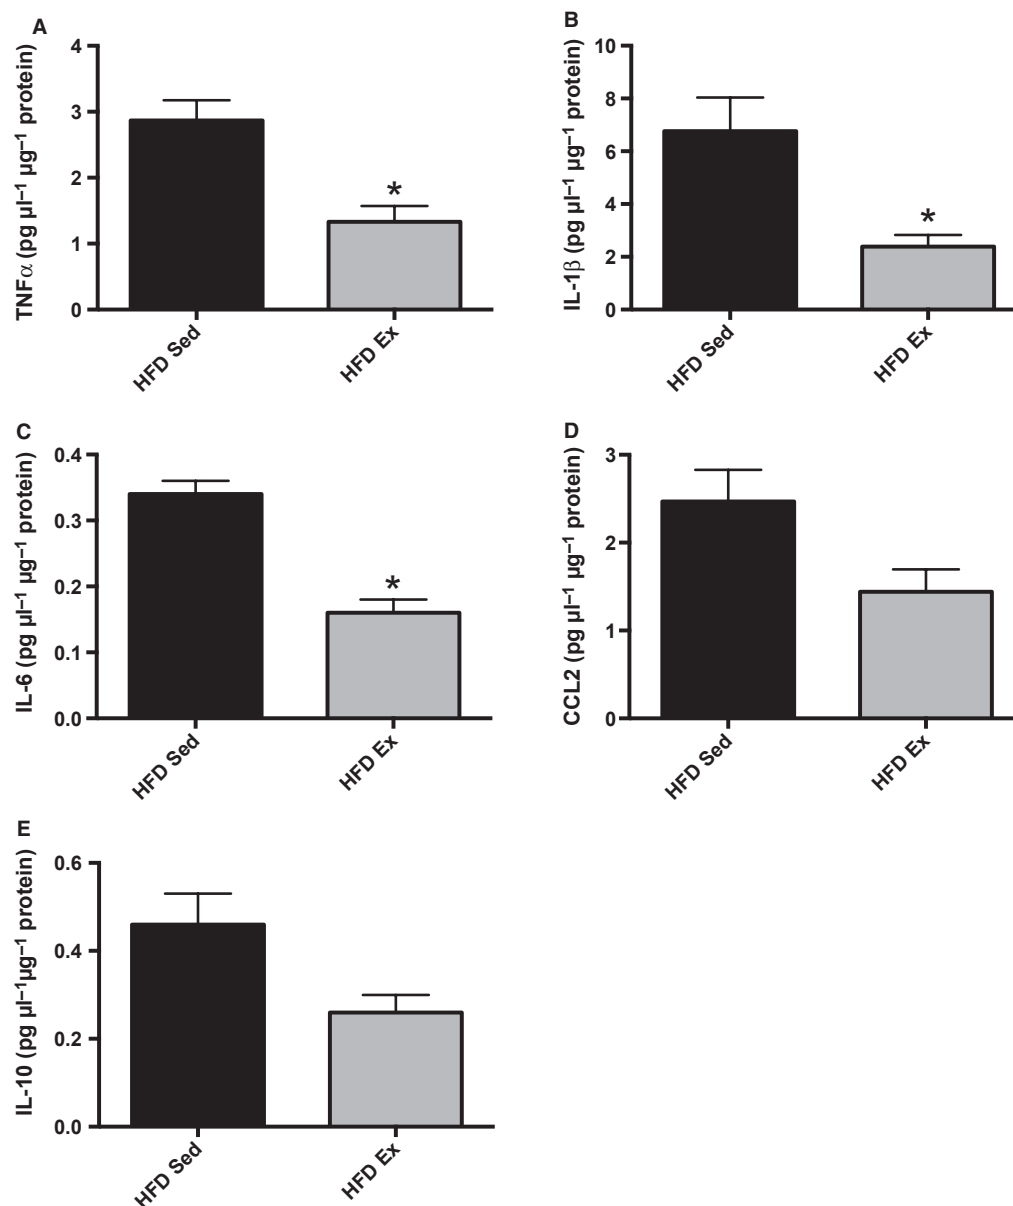 A
TNFα (pg µl⁻¹ µg⁻¹ protein)
4
3
2
1
0
*
HFD Sed
HFD Ex
B
IL-1β (pg µl⁻¹ µg⁻¹ protein)
10
8
6
4
2
0
*
HFD Sed
HFD Ex
C
IL-6 (pg µl⁻¹ µg⁻¹ protein)
0.4
0.3
0.2
0.1
0.0
*
HFD Sed
HFD Ex
D
CCL2 (pg µl⁻¹ µg⁻¹ protein)
3
2
1
0
HFD Sed
HFD Ex
E
IL-10 (pg µl⁻¹µg⁻¹ protein)
0.6
0.4
0.2
0.0
HFD Sed
HFD Ex